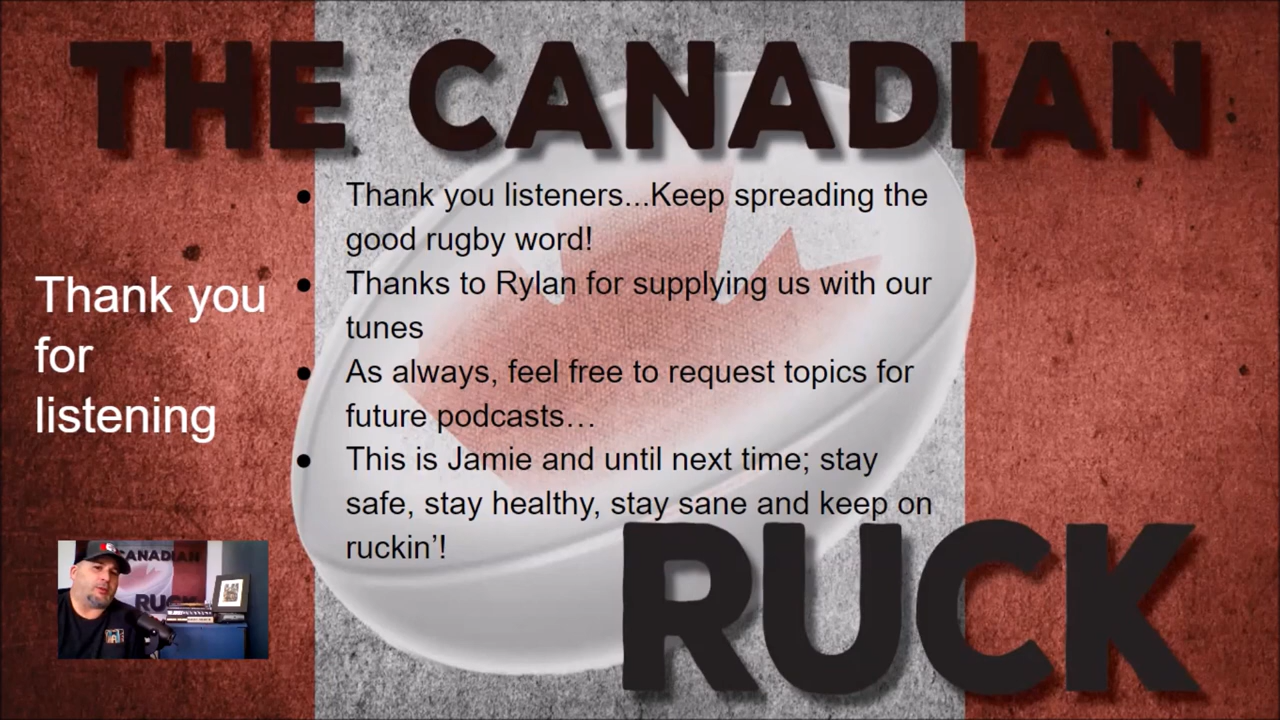 THE CANADIAN
Thank you
for
listening
● Thank you listeners...Keep spreading the
good rugby word!
● Thanks to Rylan for supplying us with our
tunes
● As always, feel free to request topics for
future podcasts…
● This is Jamie and until next time; stay
safe, stay healthy, stay sane and keep on
ruckin’!
CANADIAN
RUCK